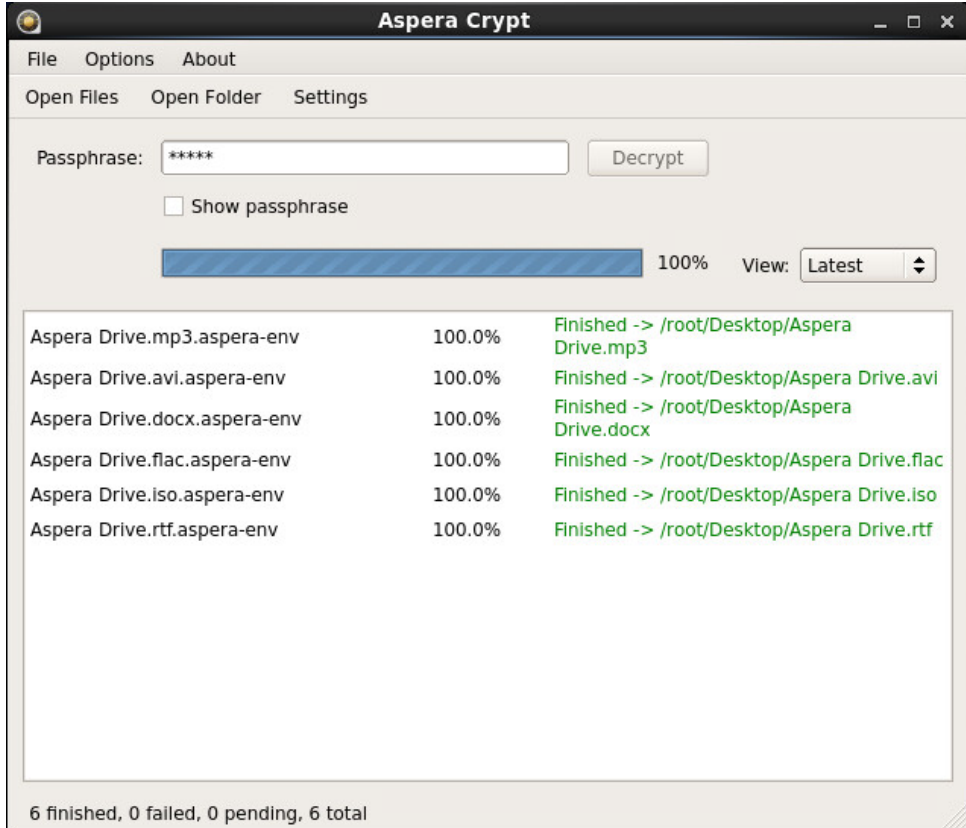 Aspera Crypt
File Options About
Open Files Open Folder Settings
Passphrase: ***** Decrypt
Show passphrase
100% View: Latest
Aspera Drive.mp3.aspera-env 100.0% Finished -> /root/Desktop/Aspera
Drive.mp3
Aspera Drive.avi.aspera-env 100.0% Finished -> /root/Desktop/Aspera Drive.avi
Aspera Drive.docx.aspera-env 100.0% Finished -> /root/Desktop/Aspera
Drive.docx
Aspera Drive.flac.aspera-env 100.0% Finished -> /root/Desktop/Aspera Drive.flac
Aspera Drive.iso.aspera-env 100.0% Finished -> /root/Desktop/Aspera Drive.iso
Aspera Drive.rtf.aspera-env 100.0% Finished -> /root/Desktop/Aspera Drive.rtf
6 finished, 0 failed, 0 pending, 6 total